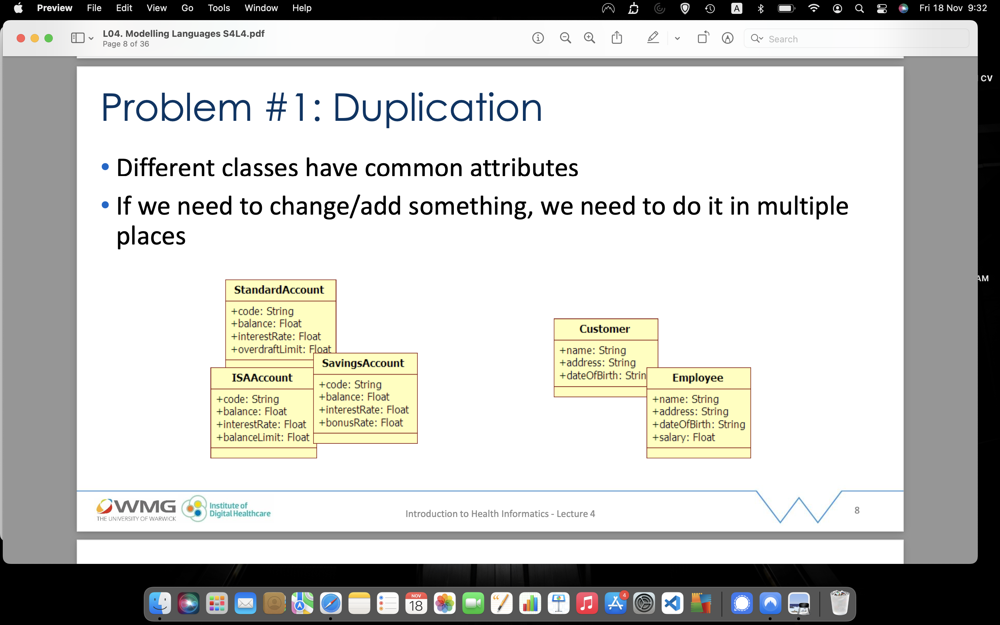 Preview File Edit View Go Tools Window Help
A
Fri 18 Nov 9:32
L04. Modelling Languages S4L4.pdf
Page 8 of 36
Search
CV
AM
Problem #1: Duplication
• Different classes have common attributes
• If we need to change/add something, we need to do it in multiple
places
StandardAccount
+code: String
+balance: Float
+interestRate: Float
+overdraftLimit: Float
ISAAccount
+code: String
+balance: Float
+interestRate: Float
+balanceLimit: Float
SavingsAccount
+code: String
+balance: Float
+interestRate: Float
+bonusRate: Float
Customer
+name: String
+address: String
+dateOfBirth: Strin
Employee
+name: String
+address: String
+dateOfBirth: String
+salary: Float
WMG
THE UNIVERSITY OF WARWICK
Institute of
Digital Healthcare
Introduction to Health Informatics - Lecture 4
8
NOV
18
4